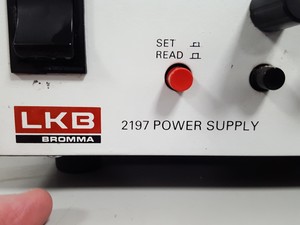 SET
READ
LKB
BROMMA
2197 POWER SUPPLY